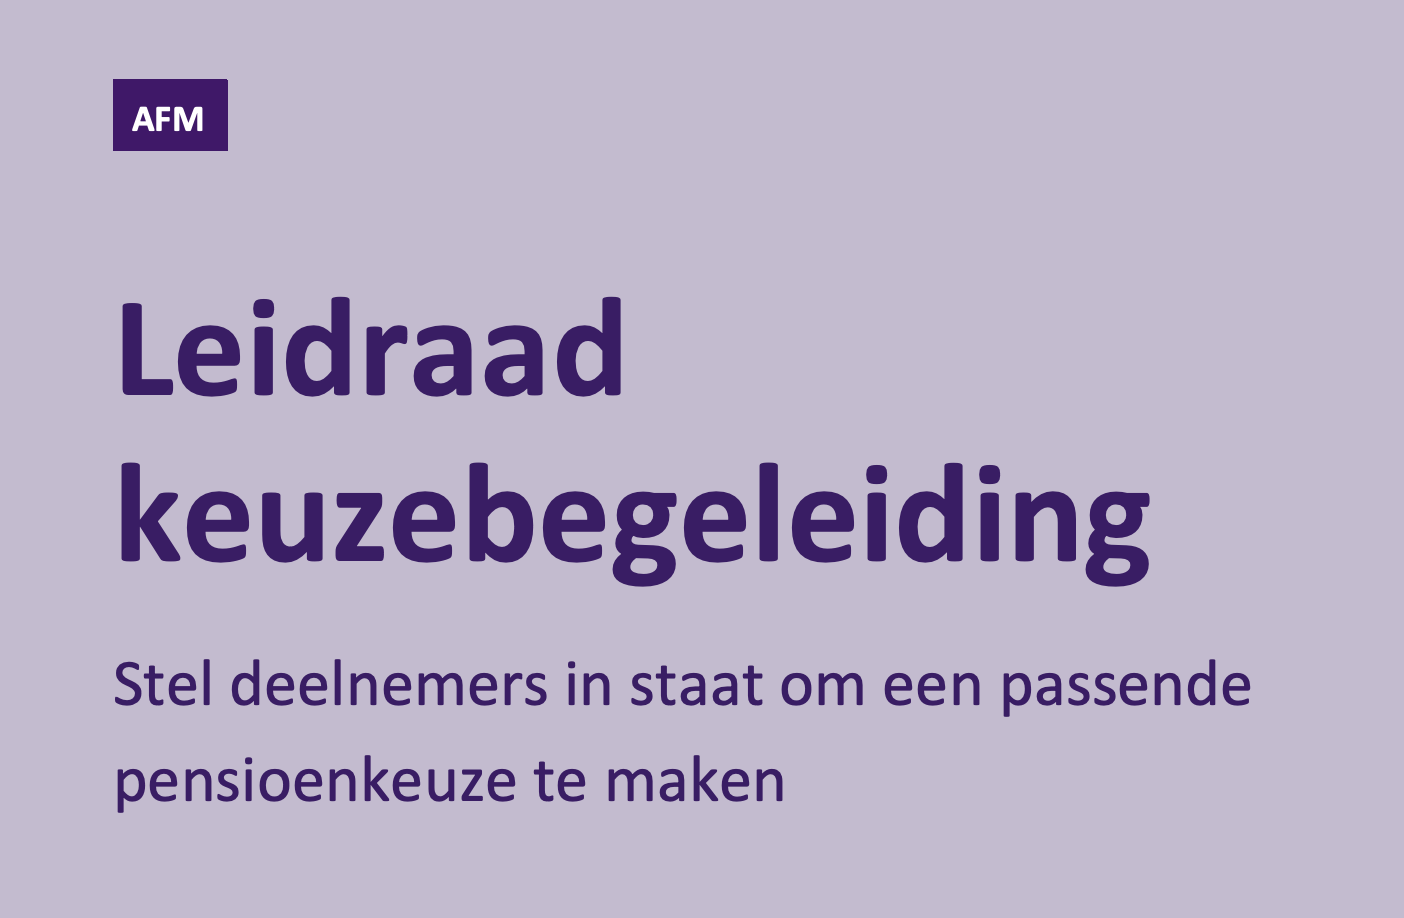 AFM
Leidraad
keuzebegeleiding
Stel deelnemers in staat om een passende
pensioenkeuze te maken